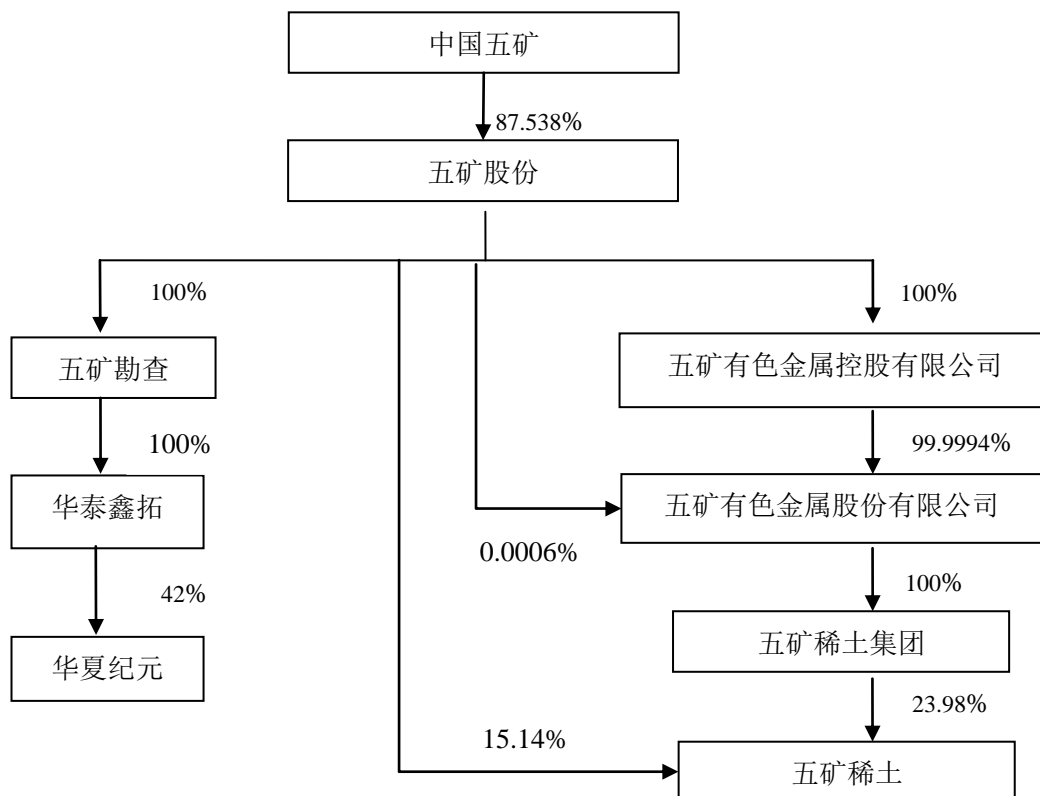 中国五矿
87.538%
五矿股份
100%
100%
五矿勘查
五矿有色金属控股有限公司
100%
99.9994%
华泰鑫拓
五矿有色金属股份有限公司
0.0006%
42%
100%
华夏纪元
五矿稀土集团
23.98%
15.14%
五矿稀土